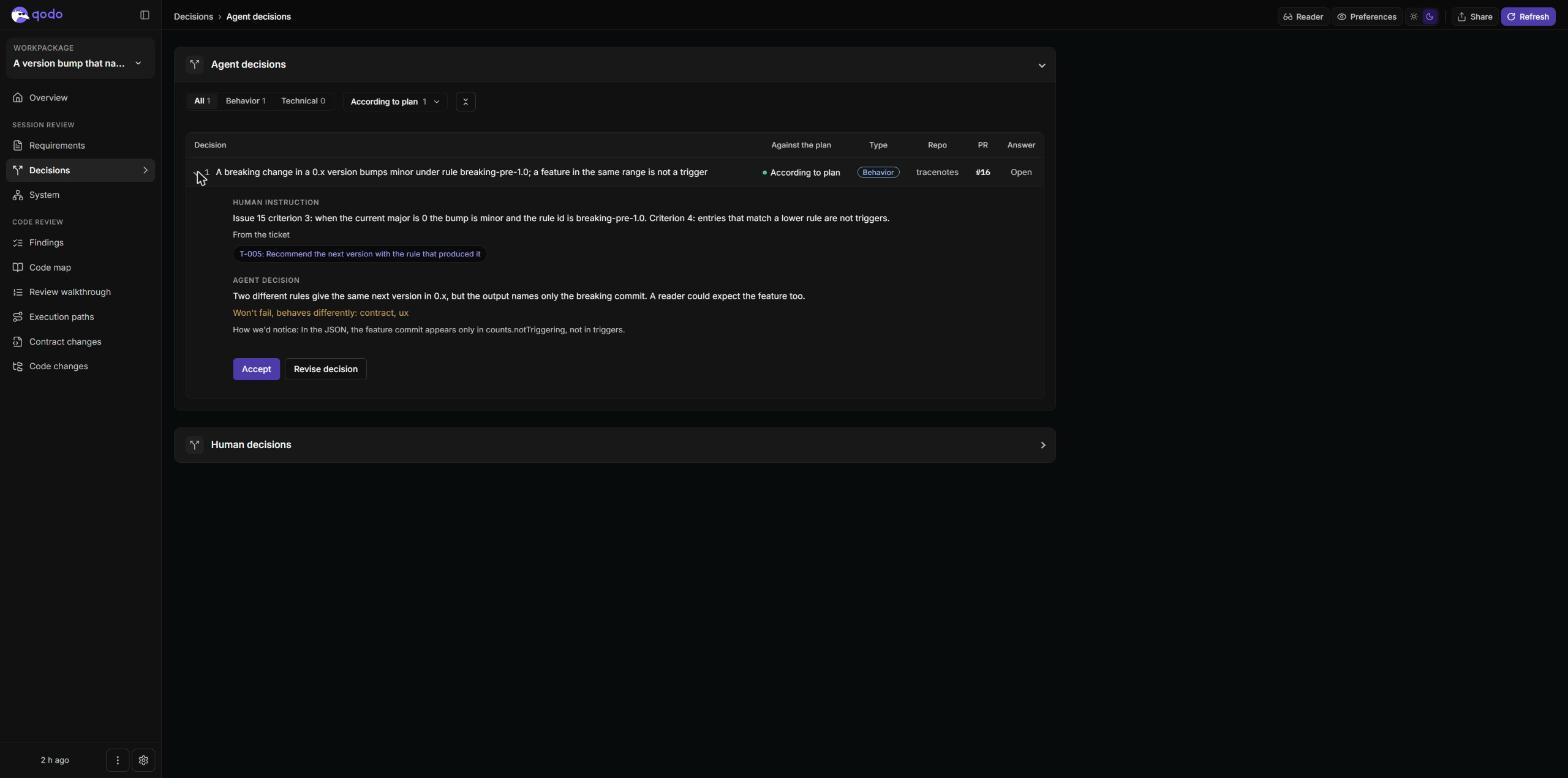 qodo
Decisions › Agent decisions
Reader
Preferences
Share
Refresh
WORKPACKAGE
A version bump that na...
Overview
SESSION REVIEW
Requirements
Decisions
System
CODE REVIEW
Findings
Code map
Review walkthrough
Execution paths
Contract changes
Code changes
2 h ago
Agent decisions
All 1
Behavior 1
Technical 0
According to plan 1
Decision Against the plan Type Repo PR Answer
1 A breaking change in a 0.x version bumps minor under rule breaking-pre-1.0; a feature in the same range is not a trigger According to plan Behavior tracenotes #16 Open
HUMAN INSTRUCTION
Issue 15 criterion 3: when the current major is 0 the bump is minor and the rule id is breaking-pre-1.0. Criterion 4: entries that match a lower rule are not triggers.
From the ticket
T-005: Recommend the next version with the rule that produced it
AGENT DECISION
Two different rules give the same next version in 0.x, but the output names only the breaking commit. A reader could expect the feature too.
Won't fail, behaves differently: contract, ux
How we'd notice: In the JSON, the feature commit appears only in counts.notTriggering, not in triggers.
Accept
Revise decision
Human decisions